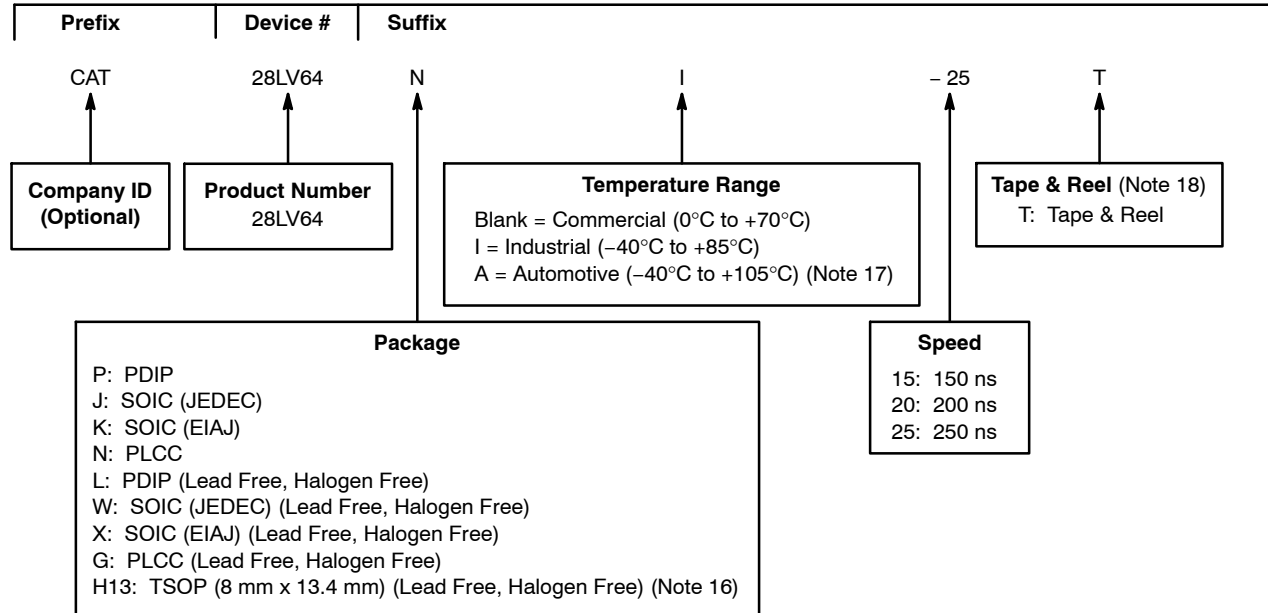 Prefix Device # Suffix
CAT 28LV64 N I – 25 T
Company ID
(Optional)
Product Number
28LV64
Temperature Range
Blank = Commercial (0°C to +70°C)
I = Industrial (−40°C to +85°C)
A = Automotive (−40°C to +105°C) (Note 17)
Tape & Reel (Note 18)
T: Tape & Reel
Package
P: PDIP
J: SOIC (JEDEC)
K: SOIC (EIAJ)
N: PLCC
L: PDIP (Lead Free, Halogen Free)
W: SOIC (JEDEC) (Lead Free, Halogen Free)
X: SOIC (EIAJ) (Lead Free, Halogen Free)
G: PLCC (Lead Free, Halogen Free)
H13: TSOP (8 mm x 13.4 mm) (Lead Free, Halogen Free) (Note 16)
Speed
15: 150 ns
20: 200 ns
25: 250 ns